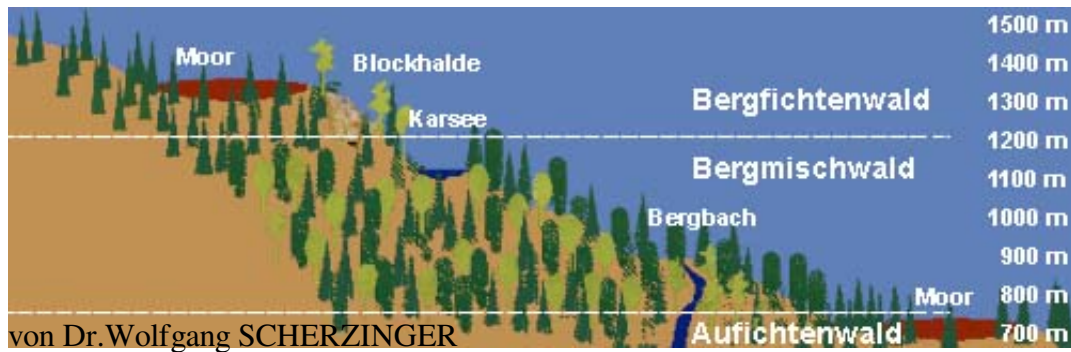 1500 m
Moor
Blockhalde
1400 m
Bergfichtenwald
1300 m
Karsee
1200 m
Bergmischwald
1100 m
Bergbach
1000 m
900 m
Moor
800 m
von Dr.Wolfgang SCHERZINGER
Aufichtenwald
700 m